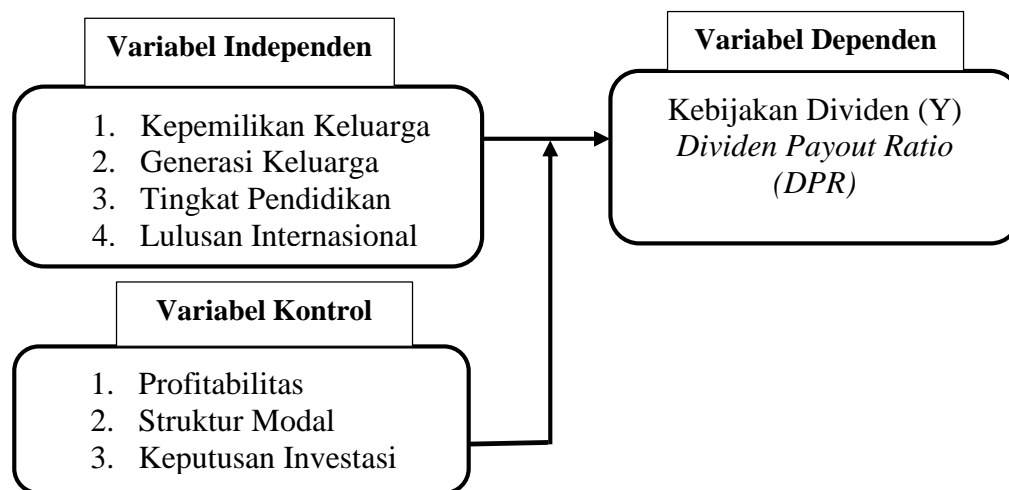 Variabel Independen
1. Kepemilikan Keluarga
2. Generasi Keluarga
3. Tingkat Pendidikan
4. Lulusan Internasional
Variabel Dependen
Kebijakan Dividen (Y)
Dividen Payout Ratio
(DPR)
Variabel Kontrol
1. Profitabilitas
2. Struktur Modal
3. Keputusan Investasi